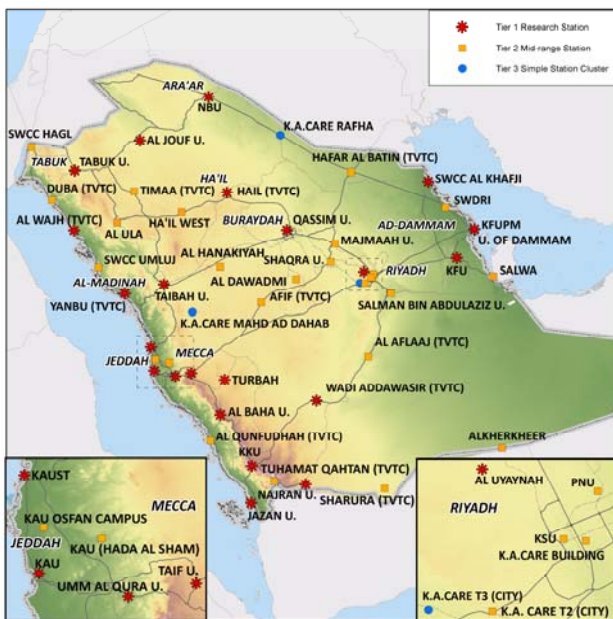 Tier 1 Research Station
Tier 2 Mid-range Station
Tier 3 Simple Station Cluster
ARA'AR
NBU
K.A.CARE RAFHA
AL JOUF U.
SWCC HAGL
TABUK
TABUK U.
HAFAR AL BATIN (TVTC)
HA'IL
SWCC AL KHAFJI
DUBA (TVTC)
TIMAA (TVTC)
HAIL (TVTC)
SWDRI
AL WAJH (TVTC)
HA'IL WEST
BURAYDAH
QASSIM U.
AD-DAMMAM
KFUPM
AL ULA
U. OF DAMMAM
MAJMAAH U.
AL HANAKIYAH
SWCC UMLUJ
SHAQRA U.
RIYADH
KFU
SALWA
AL-MADINAH
AL DAWADMI
TAIBAH U.
AFIF (TVTC)
SALMAN BIN ABDULAZIZ U.
YANBU (TVTC)
K.A.CARE MAHD AD DAHAB
AL AFLAAJ (TVTC)
JEDDAH
MECCA
TURBAH
WADI ADDAWASIR (TVTC)
AL BAHA U.
AL QUNFUDHAH (TVTC)
ALKHERKHEER
KKU
TUHAMAT QAHTAN (TVTC)
NAJRAN U.
SHARURA (TVTC)
JAZAN U.
KAUST
MECCA
KAU OSFAN CAMPUS
JEDDAH
KAU (HADA AL SHAM)
KAU
TAIF U.
UMM AL QURA U.
AL UYAYNAH
PNU
RIYADH
KSU
K.A.CARE BUILDING
K.A.CARE T3 (CITY)
K.A. CARE T2 (CITY)